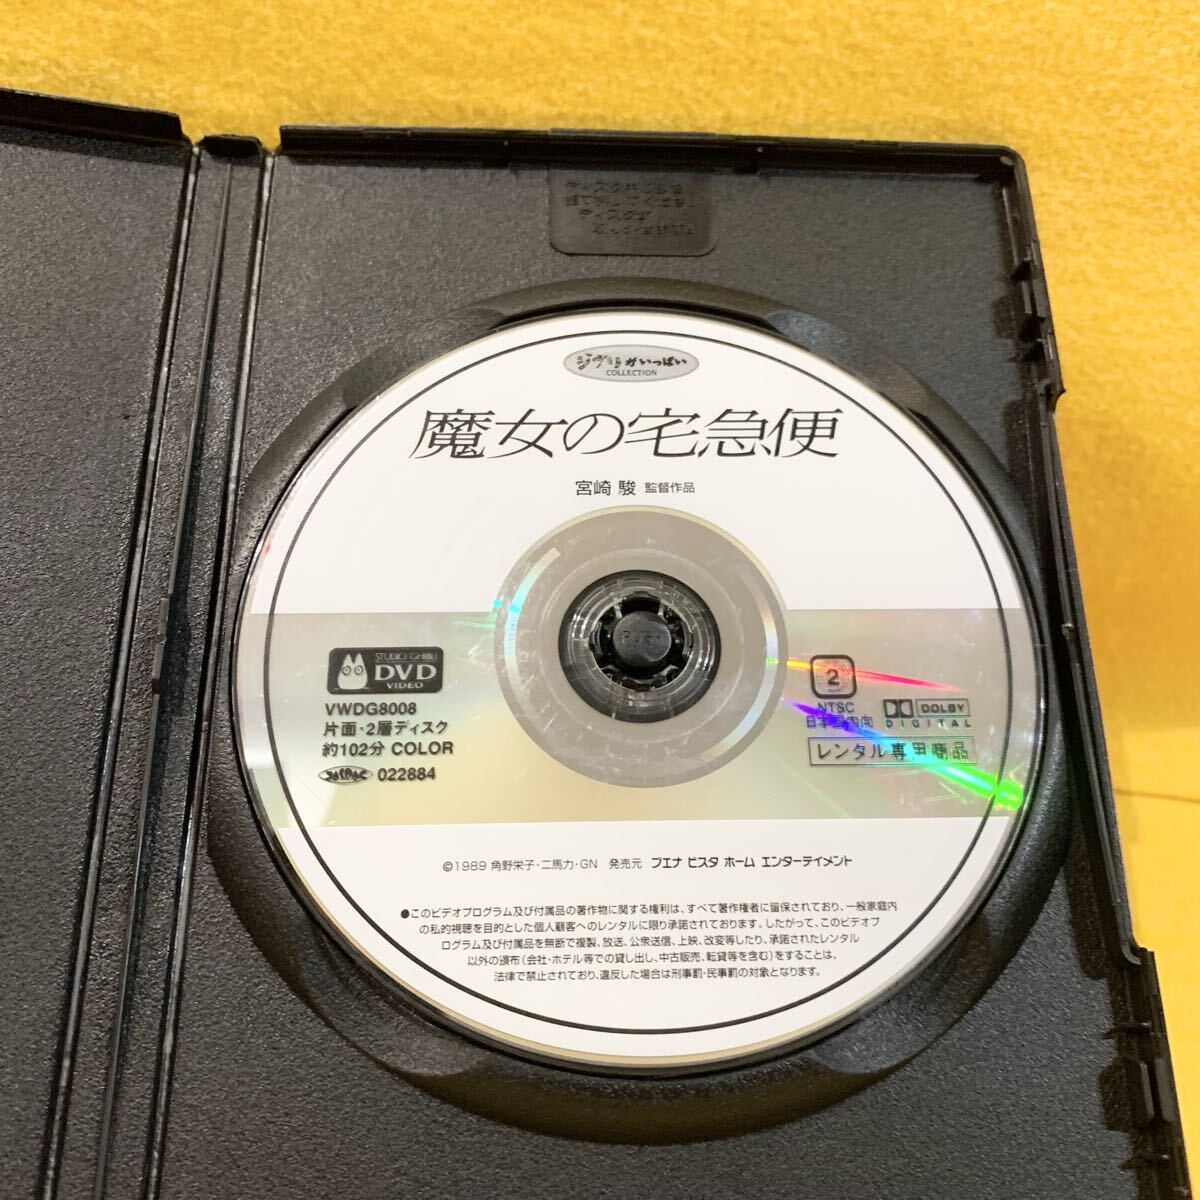 ジブリがいっぱい
COLLECTION
魔女の宅急便
宮崎 駿 監督作品
PUSH
STUDIO GHIBLI
DVD
VIDEO
VWDG8008
片面・2層ディスク
約102分 COLOR
JASRAC 022884
2
NTSC
日本国内向
DOLBY
DIGITAL
レンタル専用商品
©1989 角野栄子・二馬力・GN 発売元 ブエナ ビスタ ホーム エンターテイメント
●このビデオプログラム及び付属品の著作物に関する権利は、すべて著作権者に留保されており、一般家庭内
の私的視聴を目的とした個人顧客へのレンタルに限り承諾されております。したがって、このビデオプ
ログラム及び付属品を無断で複製、放送、公衆送信、上映、改変等したり、承諾されたレンタル
以外の頒布(会社・ホテル等での貸し出し、中古販売、転貸等を含む)をすることは、
法律で禁止されており、違反した場合は刑事罰・民事罰の対象となります。